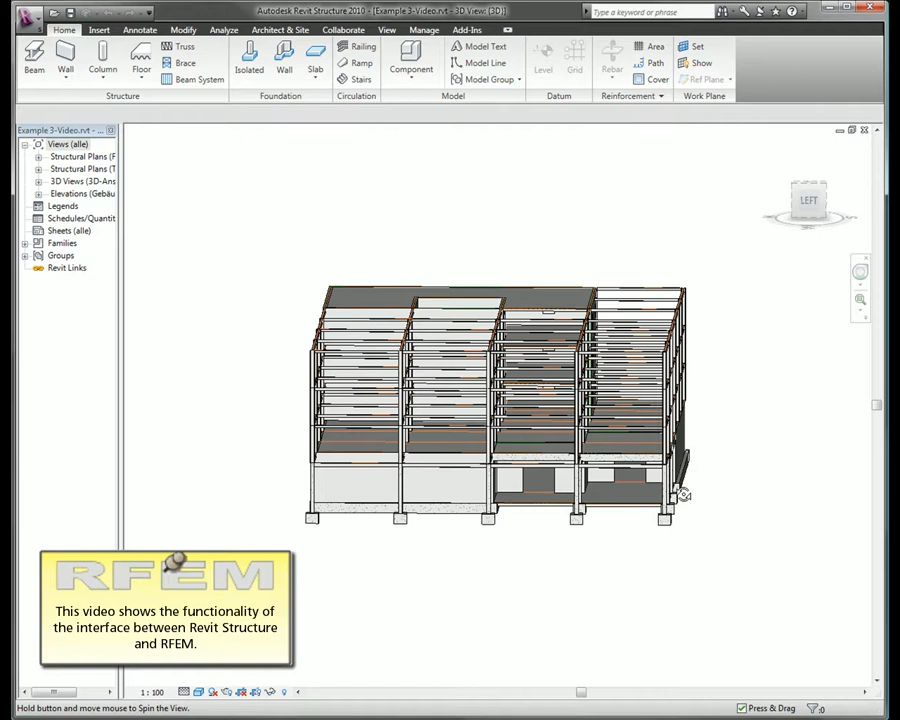 Autodesk Revit Structure 2010 - [Example 3-Video.rvt - 3D View: {3D}]
Type a keyword or phrase
Home Insert Annotate Modify Analyze Architect & Site Collaborate View Manage Add-Ins
Beam Wall Column Floor Truss Brace Beam System
Isolated Wall Slab
Railing Ramp Stairs
Component Model Text Model Line Model Group
Level Grid
Rebar Area Path Cover
Set Show Ref Plane
Structure Foundation Circulation Model Datum Reinforcement Work Plane
Example 3-Video.rvt - ...
Views (alle)
Structural Plans (F
Structural Plans (T
3D Views (3D-Ans
Elevations (Gebäu
Legends
Schedules/Quantit
Sheets (alle)
Families
Groups
Revit Links
LEFT
RFEM
This video shows the functionality of
the interface between Revit Structure
and RFEM.
1 : 100
Hold button and move mouse to Spin the View.
Press & Drag
:0